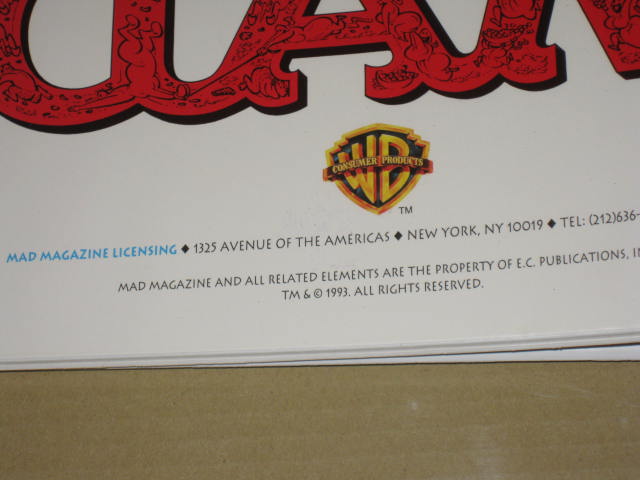 CONSUMER PRODUCTS
WB
TM
MAD MAGAZINE LICENSING ♦ 1325 AVENUE OF THE AMERICAS ♦ NEW YORK, NY 10019 ♦ TEL: (212)636-
MAD MAGAZINE AND ALL RELATED ELEMENTS ARE THE PROPERTY OF E.C. PUBLICATIONS,
TM & © 1993. ALL RIGHTS RESERVED.